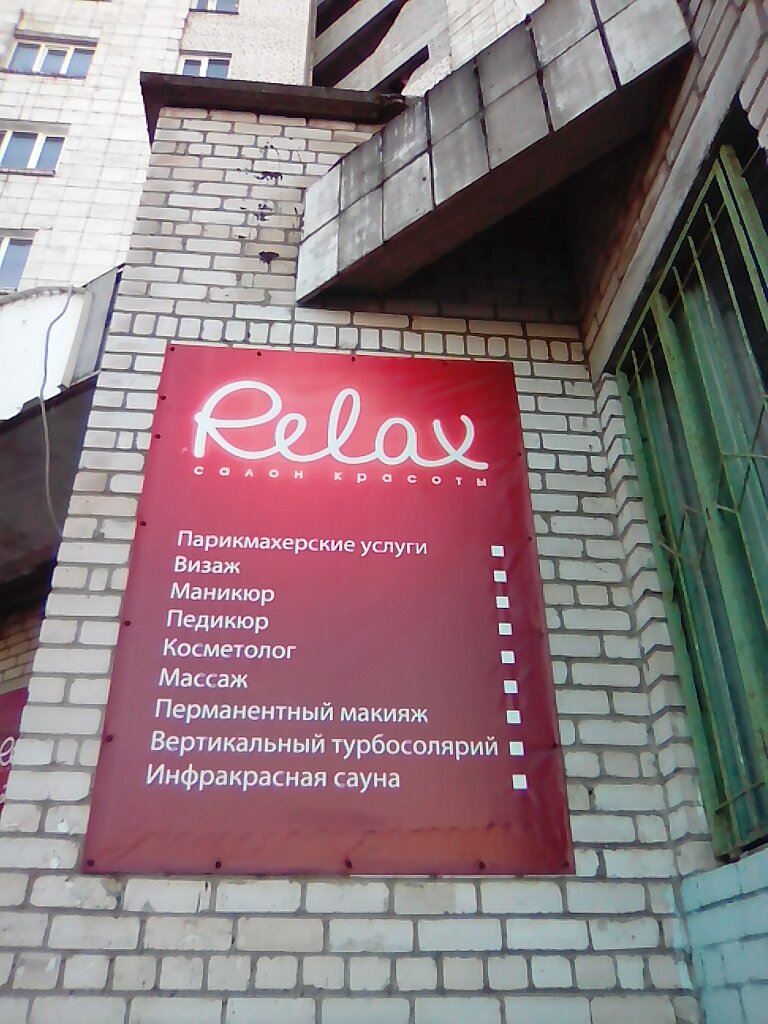 Relax
салон красоты
Парикмахерские услуги
Визаж
Маникюр
Педикюр
Косметолог
Массаж
Перманентный макияж
Вертикальный турбосолярий
Инфракрасная сауна